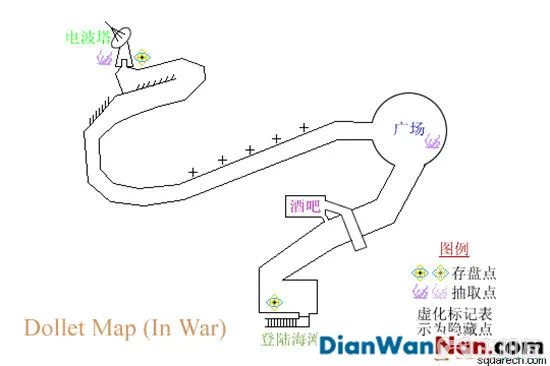 电波塔
广场
酒吧
图例
存盘点
抽取点
虚化标记表
示为隐藏点
登陆海滩
Dollet Map (In War)
DianWanNan.com
squarech.com